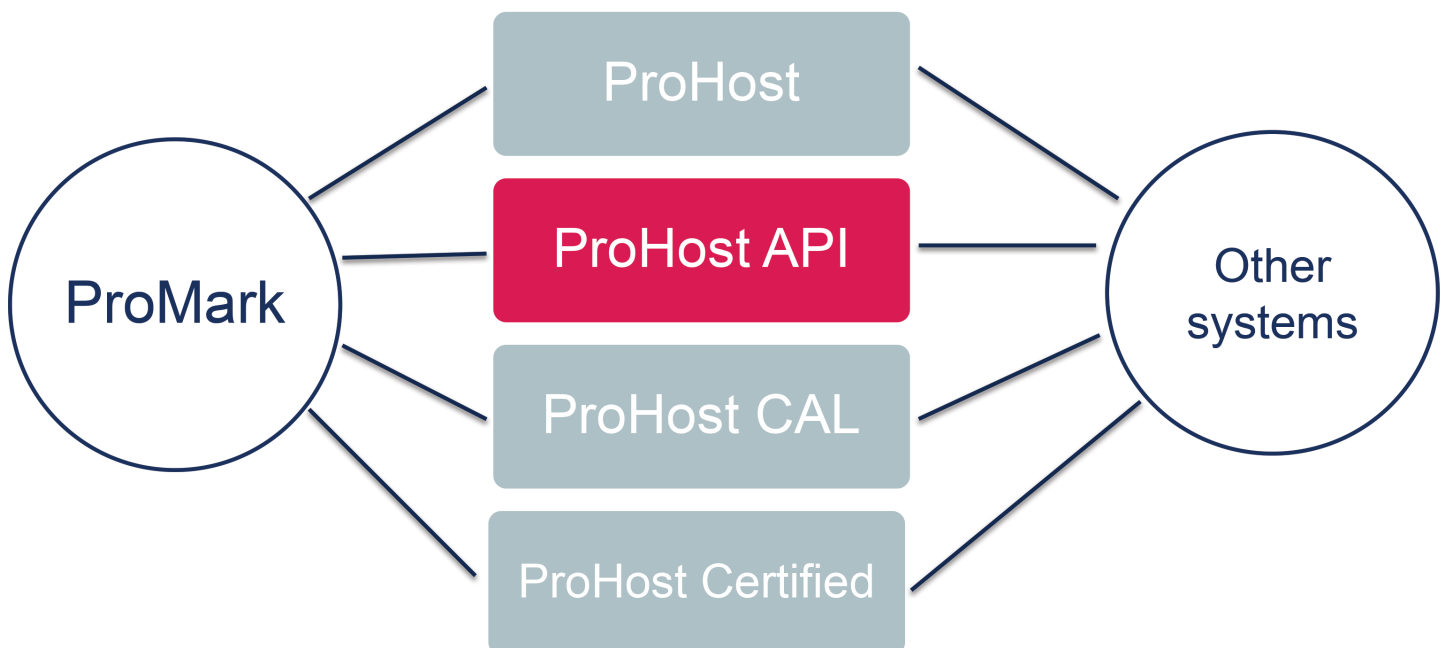 ProHost
ProHost API
ProMark
Other
systems
ProHost CAL
ProHost Certified